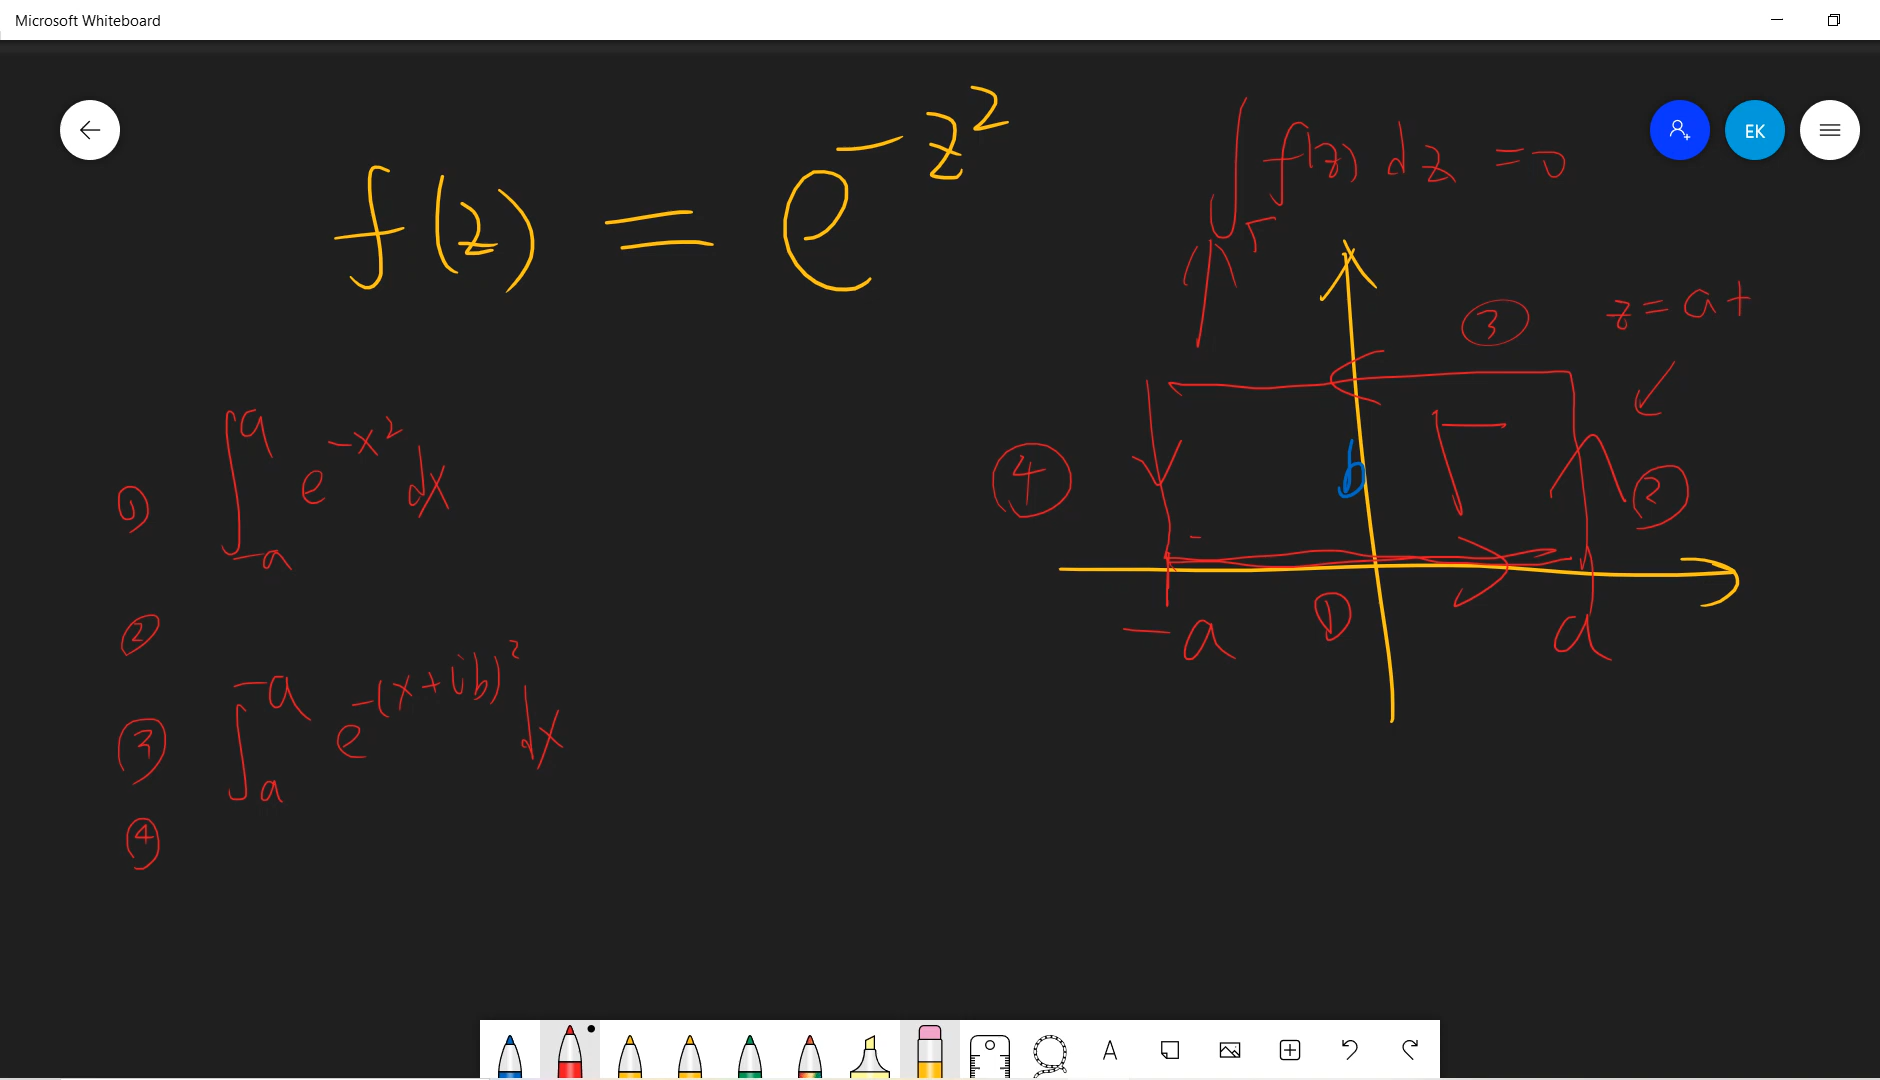 Microsoft Whiteboard
EK
f(z) = e^{-z^2}
∫_Γ f(z) dz = 0
z = a +
③
②
④
b
Γ
-a
①
a
① ∫_{-a}^{a} e^{-x^2} dx
②
③ ∫_{a}^{-a} e^{-(x+ib)^2} dx
④
A